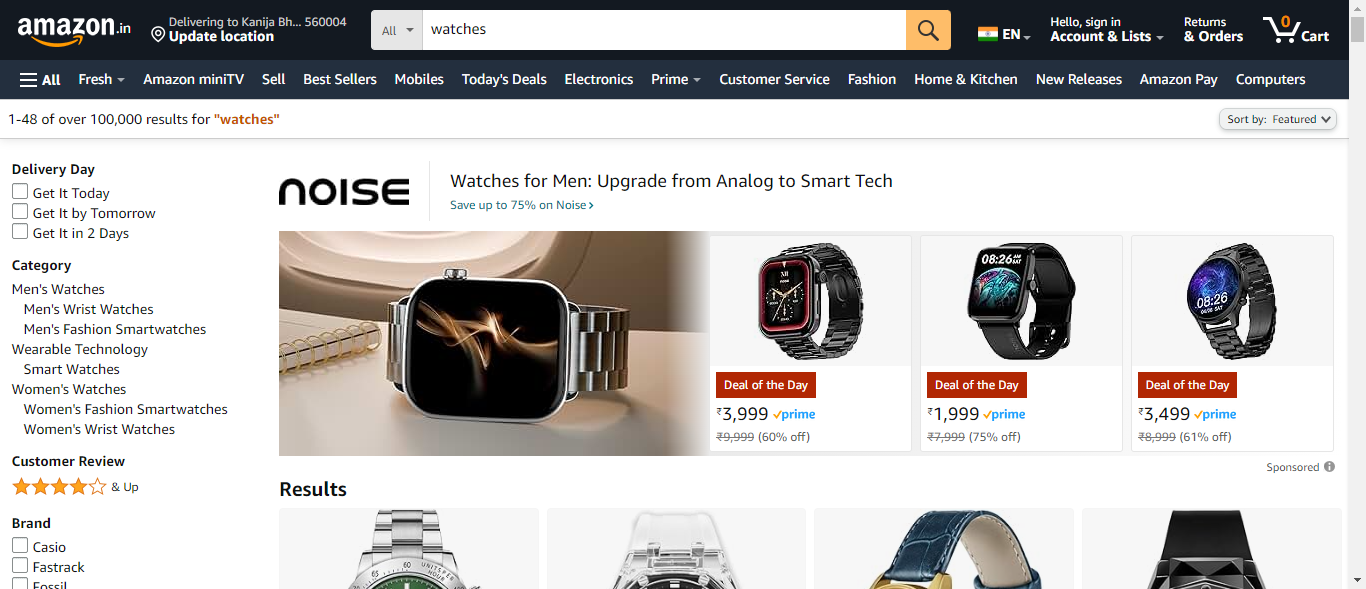 amazon.in
Delivering to Kanija Bh... 560004
Update location
All
watches
EN
Hello, sign in
Account & Lists
Returns
& Orders
0
Cart
All
Fresh
Amazon miniTV
Sell
Best Sellers
Mobiles
Today's Deals
Electronics
Prime
Customer Service
Fashion
Home & Kitchen
New Releases
Amazon Pay
Computers
1-48 of over 100,000 results for "watches"
Sort by: Featured
Delivery Day
Get It Today
Get It by Tomorrow
Get It in 2 Days
Category
Men's Watches
Men's Wrist Watches
Men's Fashion Smartwatches
Wearable Technology
Smart Watches
Women's Watches
Women's Fashion Smartwatches
Women's Wrist Watches
Customer Review
& Up
Brand
Casio
Fastrack
Fossil
NOISE
Watches for Men: Upgrade from Analog to Smart Tech
Save up to 75% on Noise
XII
08:26 AM
SAT
08:26
Deal of the Day
₹3,999 prime
₹9,999 (60% off)
Deal of the Day
₹1,999 prime
₹7,999 (75% off)
Deal of the Day
₹3,499 prime
₹8,999 (61% off)
Sponsored
Results
65
60
UNITS PER HOUR